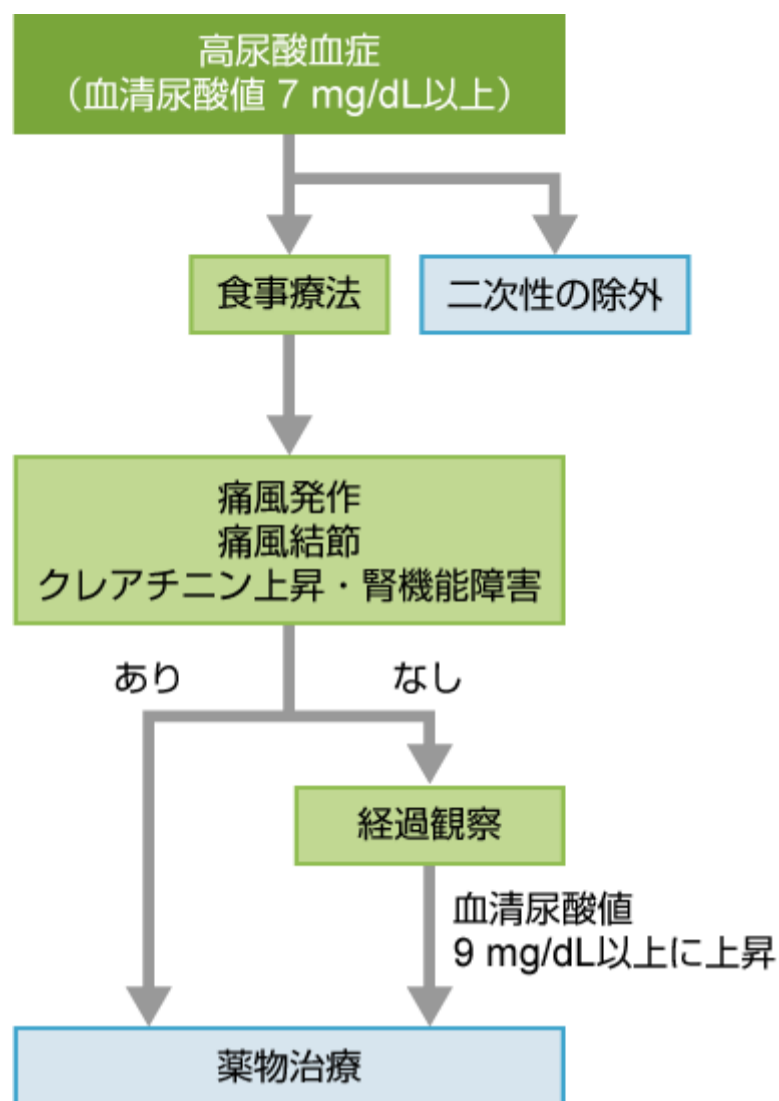 高尿酸血症
（血清尿酸値 7 mg/dL以上）
食事療法
二次性の除外
痛風発作
痛風結節
クレアチニン上昇・腎機能障害
あり
なし
経過観察
血清尿酸値
9 mg/dL以上に上昇
薬物治療